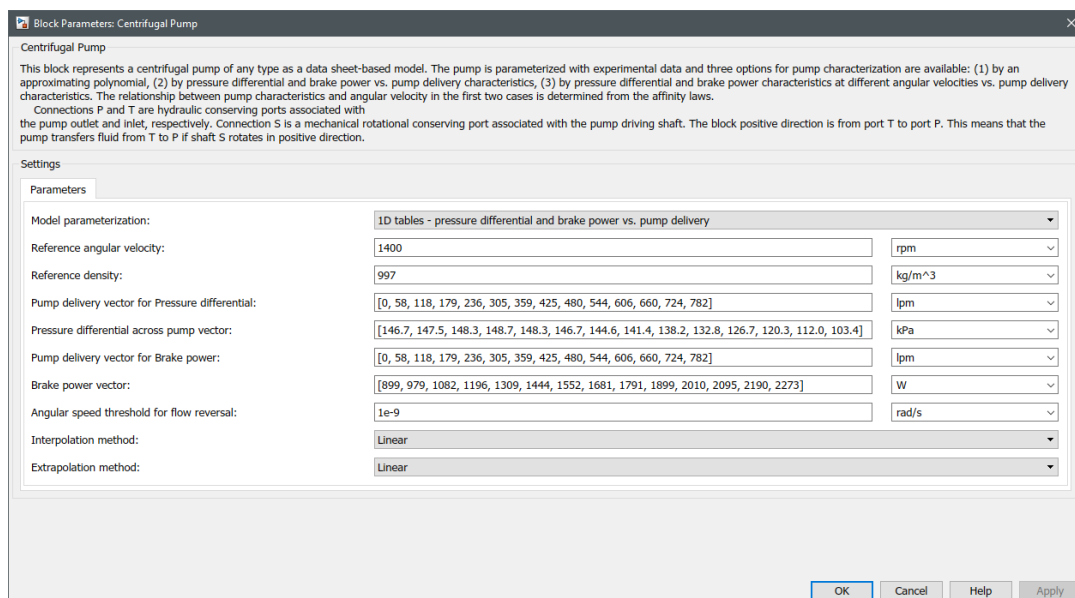 Block Parameters: Centrifugal Pump
Centrifugal Pump
This block represents a centrifugal pump of any type as a data sheet-based model. The pump is parameterized with experimental data and three options for pump characterization are available: (1) by an
approximating polynomial, (2) by pressure differential and brake power vs. pump delivery characteristics, (3) by pressure differential and brake power characteristics at different angular velocities vs. pump delivery
characteristics. The relationship between pump characteristics and angular velocity in the first two cases is determined from the affinity laws.
Connections P and T are hydraulic conserving ports associated with
the pump outlet and inlet, respectively. Connection S is a mechanical rotational conserving port associated with the pump driving shaft. The block positive direction is from port T to port P. This means that the
pump transfers fluid from T to P if shaft S rotates in positive direction.
Settings
Parameters
Model parameterization: 1D tables - pressure differential and brake power vs. pump delivery
Reference angular velocity: 1400 rpm
Reference density: 997 kg/m^3
Pump delivery vector for Pressure differential: [0, 58, 118, 179, 236, 305, 359, 425, 480, 544, 606, 660, 724, 782] lpm
Pressure differential across pump vector: [146.7, 147.5, 148.3, 148.7, 148.3, 146.7, 144.6, 141.4, 138.2, 132.8, 126.7, 120.3, 112.0, 103.4] kPa
Pump delivery vector for Brake power: [0, 58, 118, 179, 236, 305, 359, 425, 480, 544, 606, 660, 724, 782] lpm
Brake power vector: [899, 979, 1082, 1196, 1309, 1444, 1552, 1681, 1791, 1899, 2010, 2095, 2190, 2273] W
Angular speed threshold for flow reversal: 1e-9 rad/s
Interpolation method: Linear
Extrapolation method: Linear
OK Cancel Help Apply